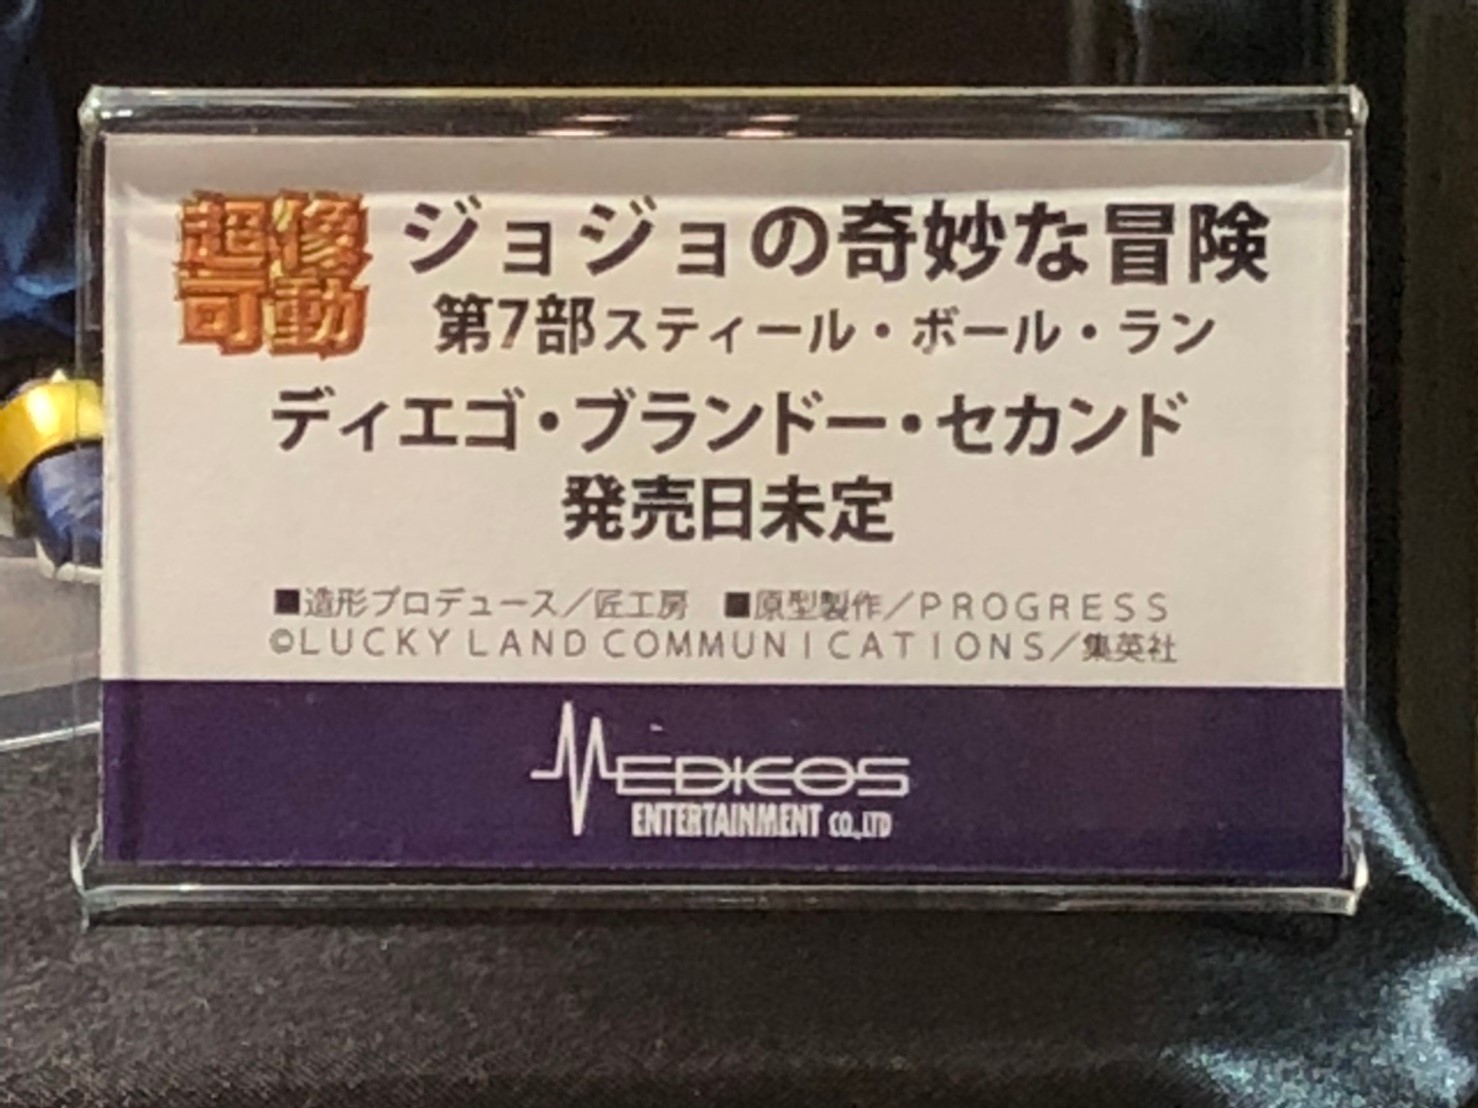 超像
可動
ジョジョの奇妙な冒険
第7部スティール・ボール・ラン
ディエゴ・ブランドー・セカンド
発売日未定
■造形プロデュース／匠工房 ■原型製作／PROGRESS
©LUCKY LAND COMMUNICATIONS／集英社
MEDICOS
ENTERTAINMENT CO.,LTD